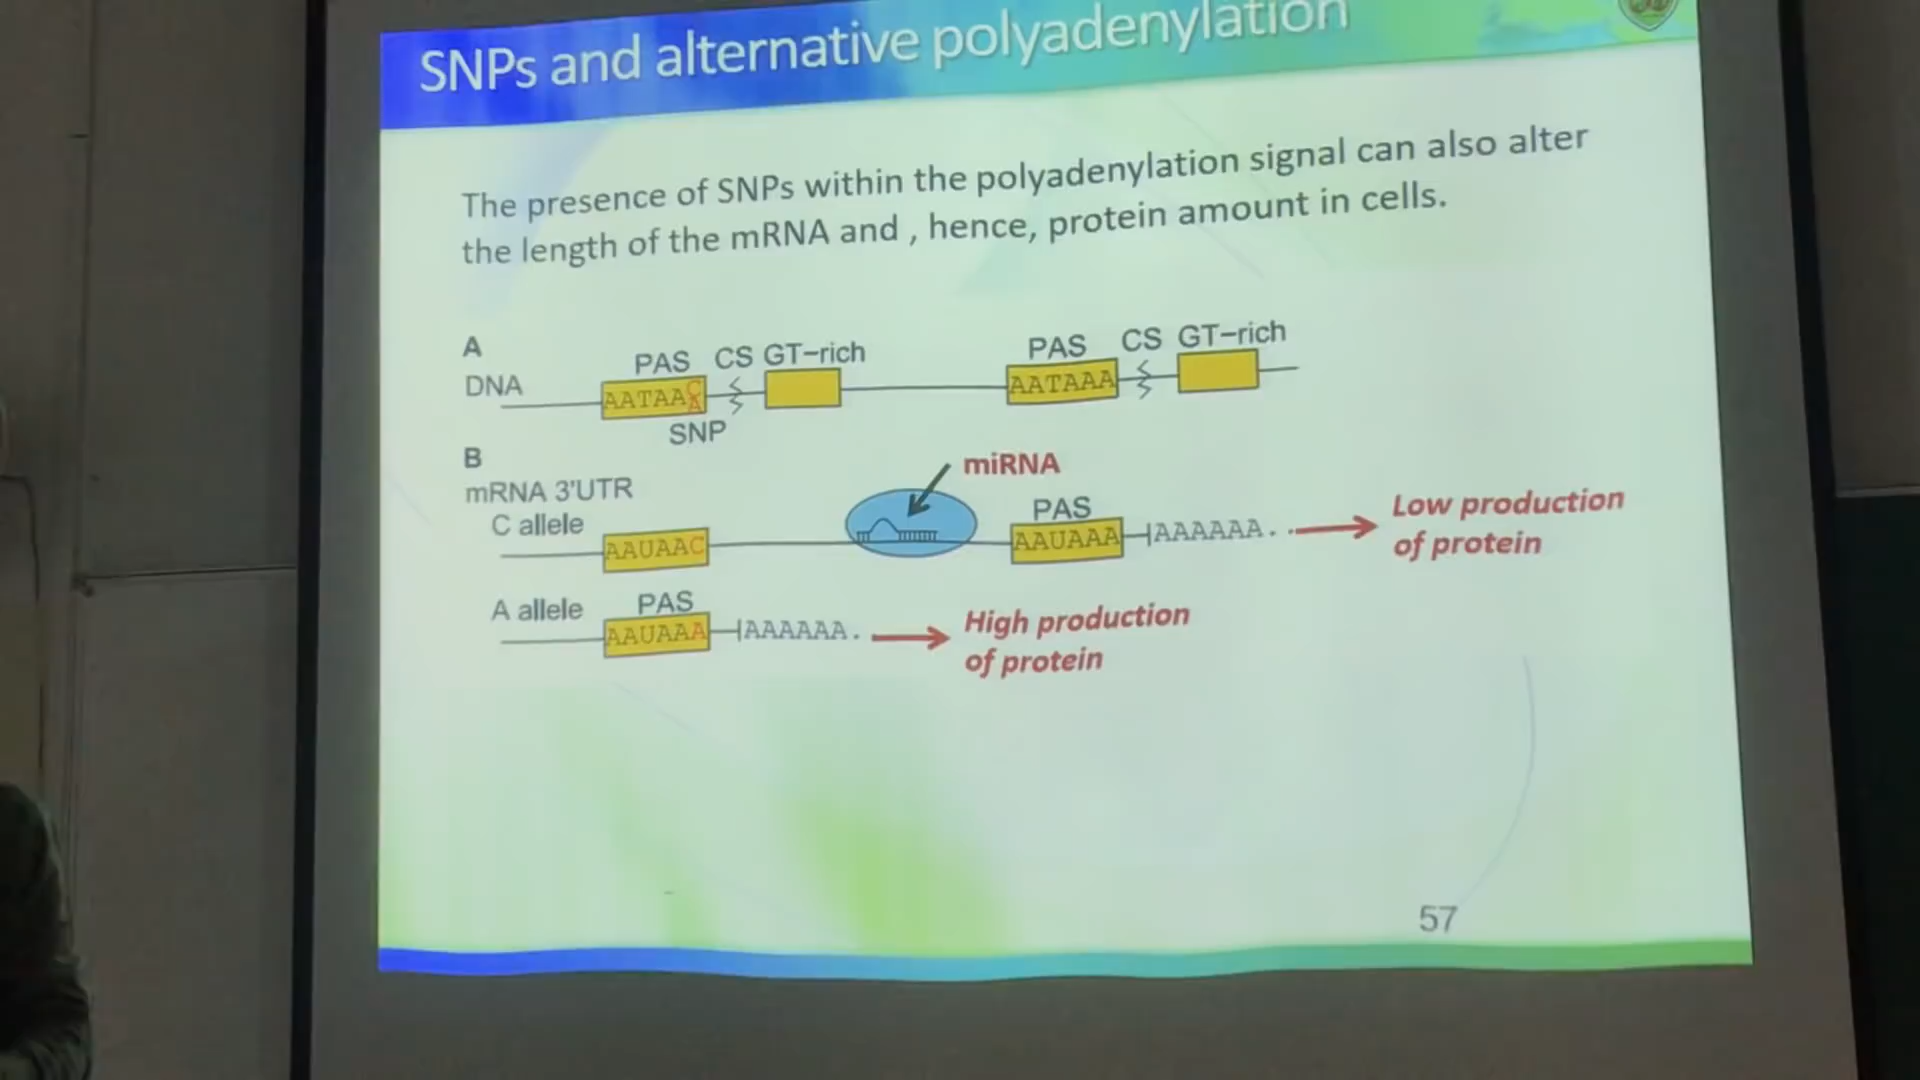 SNPs and alternative polyadenylation
The presence of SNPs within the polyadenylation signal can also alter
the length of the mRNA and , hence, protein amount in cells.
A
PAS CS GT-rich PAS CS GT-rich
DNA
AATAA C/A AATAAA
SNP
B
miRNA
mRNA 3'UTR
C allele
PAS
AAUAAC AAUAAA AAAAAA. .
Low production
of protein
A allele
PAS
AAUAAA AAAAAA.
High production
of protein
57